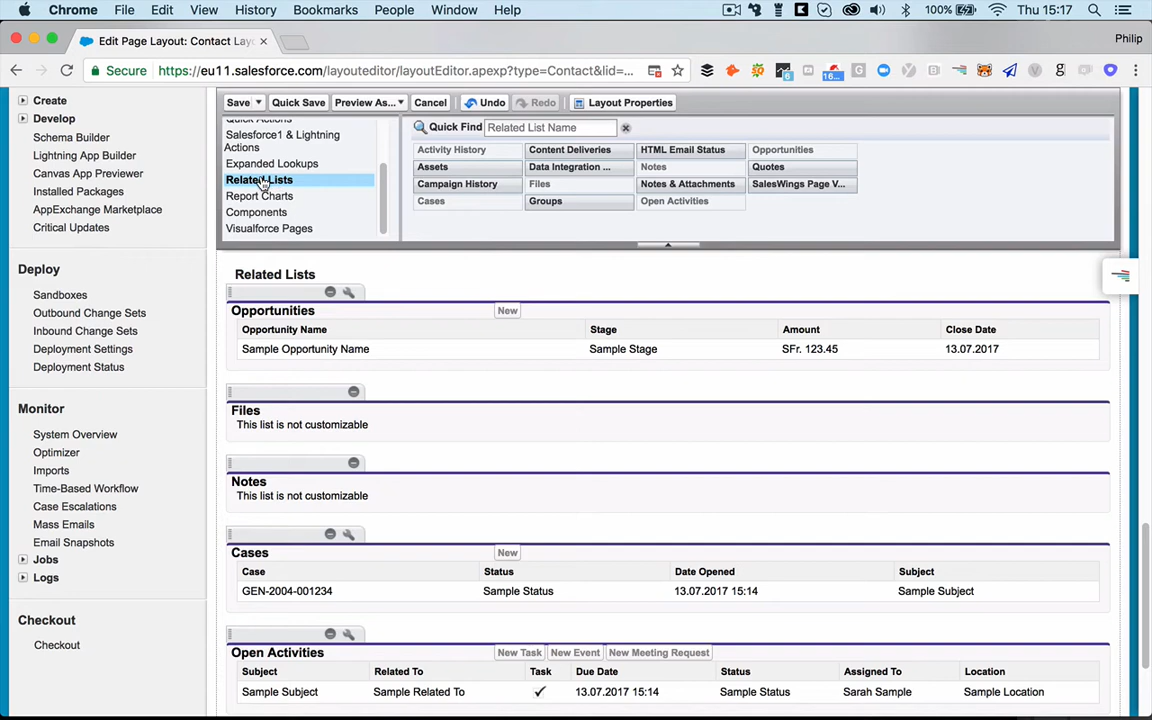 Chrome File Edit View History Bookmarks People Window Help 100% Thu 15:17
Edit Page Layout: Contact Lay
Philip
Secure https://eu11.salesforce.com/layouteditor/layoutEditor.apexp?type=Contact&lid=...
6
16...
Create
Develop
Schema Builder
Lightning App Builder
Canvas App Previewer
Installed Packages
AppExchange Marketplace
Critical Updates
Deploy
Sandboxes
Outbound Change Sets
Inbound Change Sets
Deployment Settings
Deployment Status
Monitor
System Overview
Optimizer
Imports
Time-Based Workflow
Case Escalations
Mass Emails
Email Snapshots
Jobs
Logs
Checkout
Checkout
Save Quick Save Preview As... Cancel Undo Redo Layout Properties
Quick Actions
Salesforce1 & Lightning
Actions
Expanded Lookups
Related Lists
Report Charts
Components
Visualforce Pages
Quick Find Related List Name
Activity History Content Deliveries HTML Email Status Opportunities
Assets Data Integration ... Notes Quotes
Campaign History Files Notes & Attachments SalesWings Page V...
Cases Groups Open Activities
Related Lists
Opportunities New
Opportunity Name Stage Amount Close Date
Sample Opportunity Name Sample Stage SFr. 123.45 13.07.2017
Files
This list is not customizable
Notes
This list is not customizable
Cases New
Case Status Date Opened Subject
GEN-2004-001234 Sample Status 13.07.2017 15:14 Sample Subject
Open Activities New Task New Event New Meeting Request
Subject Related To Task Due Date Status Assigned To Location
Sample Subject Sample Related To 13.07.2017 15:14 Sample Status Sarah Sample Sample Location